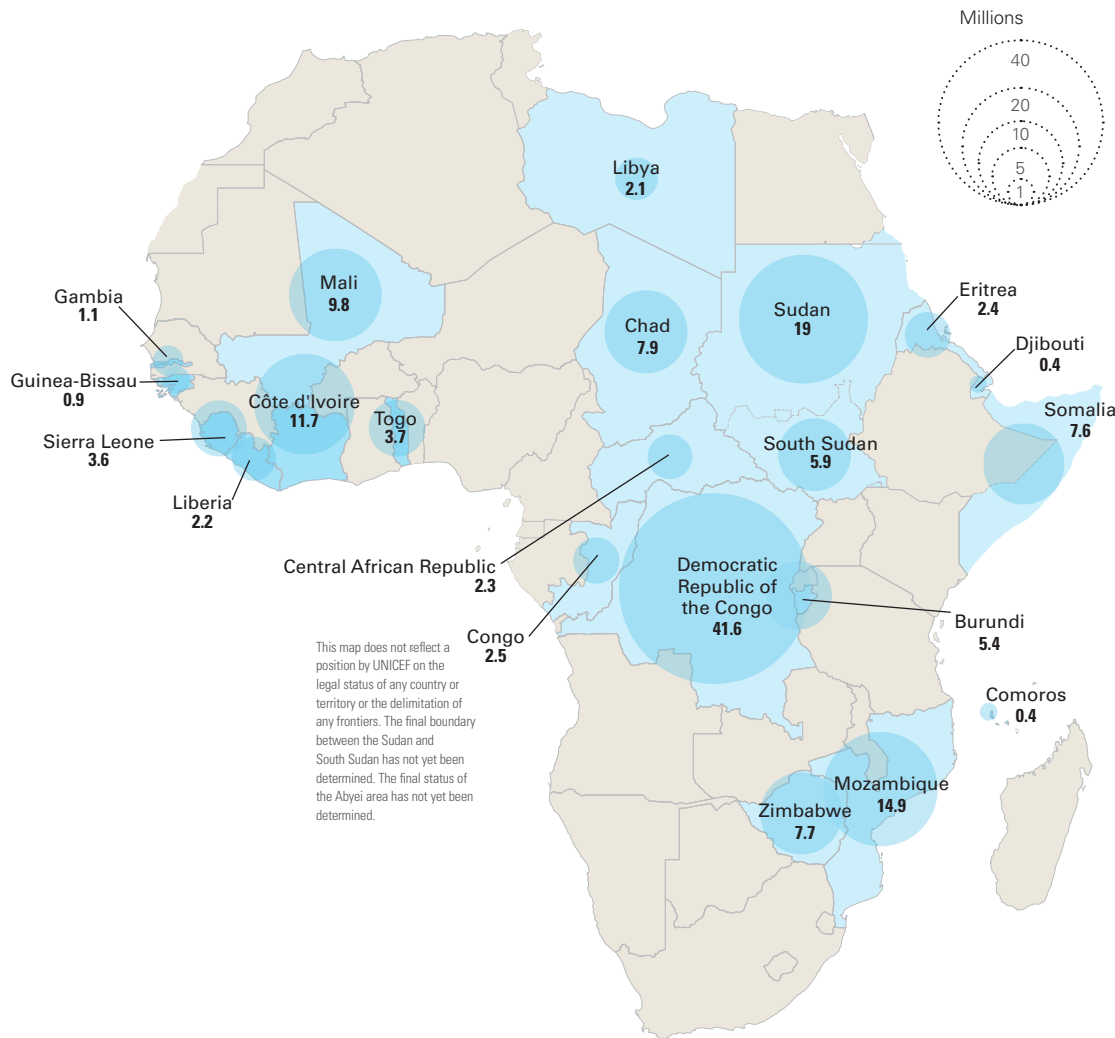 Millions
40
20
10
5
1
Libya
2.1
Mali
9.8
Gambia
1.1
Chad
7.9
Sudan
19
Eritrea
2.4
Djibouti
0.4
Guinea-Bissau
0.9
Côte d'Ivoire
11.7
Togo
3.7
Somalia
7.6
Sierra Leone
3.6
South Sudan
5.9
Liberia
2.2
Central African Republic
2.3
Democratic
Republic of
the Congo
41.6
Congo
2.5
Burundi
5.4
This map does not reflect a
position by UNICEF on the
legal status of any country or
territory or the delimitation of
any frontiers. The final boundary
between the Sudan and
South Sudan has not yet been
determined. The final status of
the Abyei area has not yet been
determined.
Comoros
0.4
Mozambique
14.9
Zimbabwe
7.7